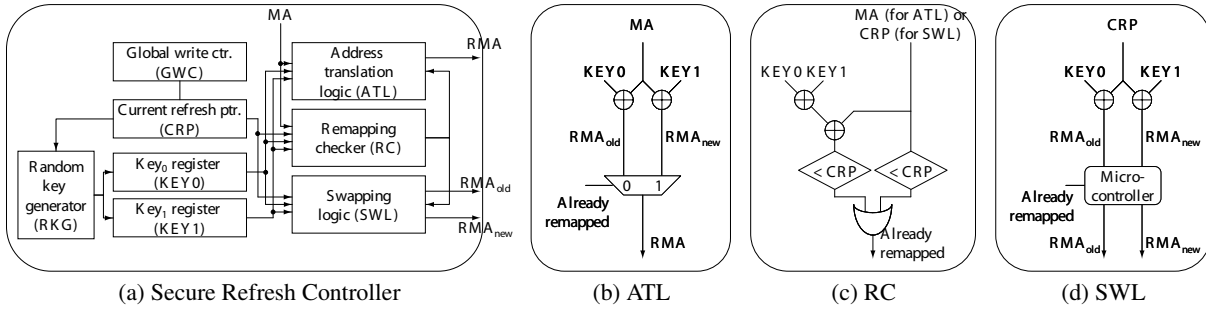 MA
Global write ctr.
(GWC)
Current refresh ptr.
(CRP)
Random
key
generator
(RKG)
Key0 register
(KEY0)
Key1 register
(KEY1)
Address
translation
logic (ATL)
Remapping
checker (RC)
Swapping
logic (SWL)
RMA
RMAold
RMAnew
(a) Secure Refresh Controller
MA
KEY0
KEY1
RMAold
RMAnew
0 1
Already
remapped
RMA
(b) ATL
MA (for ATL) or
CRP (for SWL)
KEY0 KEY1
< CRP
< CRP
Already
remapped
(c) RC
CRP
KEY0
KEY1
RMAold
RMAnew
Micro-
controller
Already
remapped
RMAold
RMAnew
(d) SWL